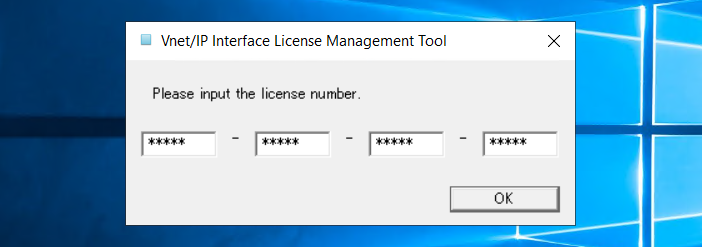 Vnet/IP Interface License Management Tool
Please input the license number.
***** - ***** - ***** - *****
OK